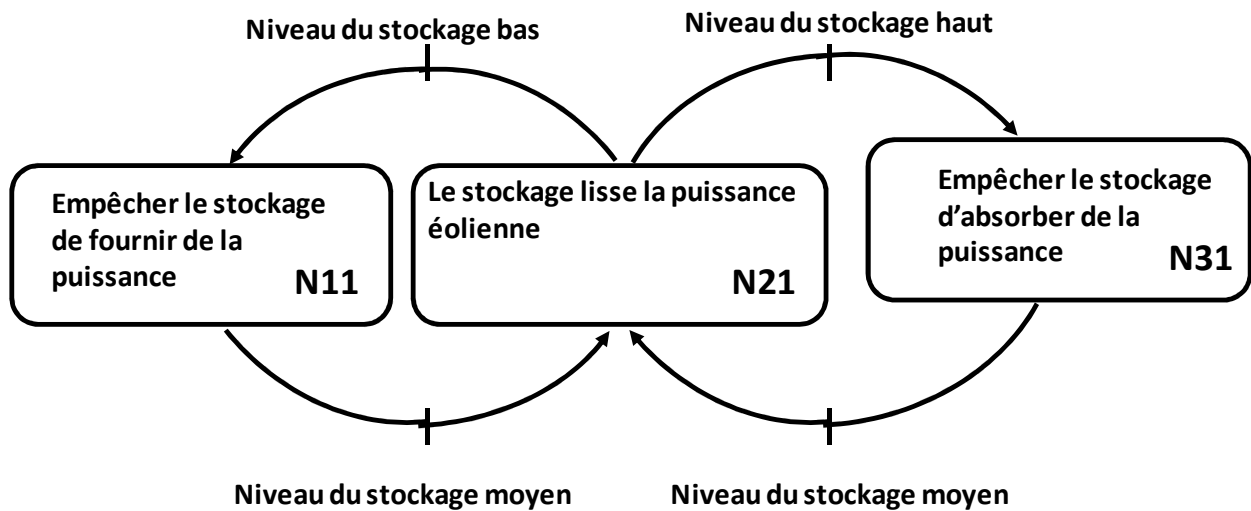 Niveau du stockage bas
Niveau du stockage haut
Empêcher le stockage
de fournir de la
puissance
N11
Le stockage lisse la puissance
éolienne
N21
Empêcher le stockage
d'absorber de la
puissance
N31
Niveau du stockage moyen
Niveau du stockage moyen